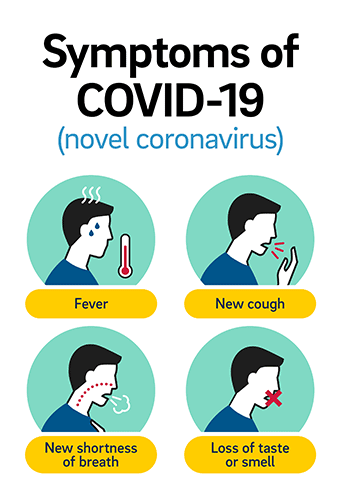 Symptoms of
COVID-19
(novel coronavirus)
Fever
New cough
New shortness
of breath
Loss of taste
or smell